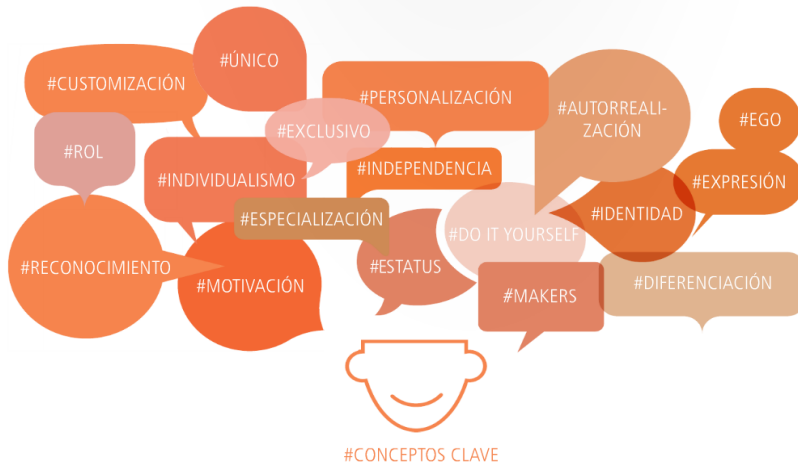 #ÚNICO
#CUSTOMIZACIÓN
#PERSONALIZACIÓN
#AUTORREALI-
ZACIÓN
#EGO
#EXCLUSIVO
#ROL
#INDEPENDENCIA
#INDIVIDUALISMO
#EXPRESIÓN
#IDENTIDAD
#ESPECIALIZACIÓN
#DO IT YOURSELF
#RECONOCIMIENTO
#ESTATUS
#MOTIVACIÓN
#DIFERENCIACIÓN
#MAKERS
#CONCEPTOS CLAVE